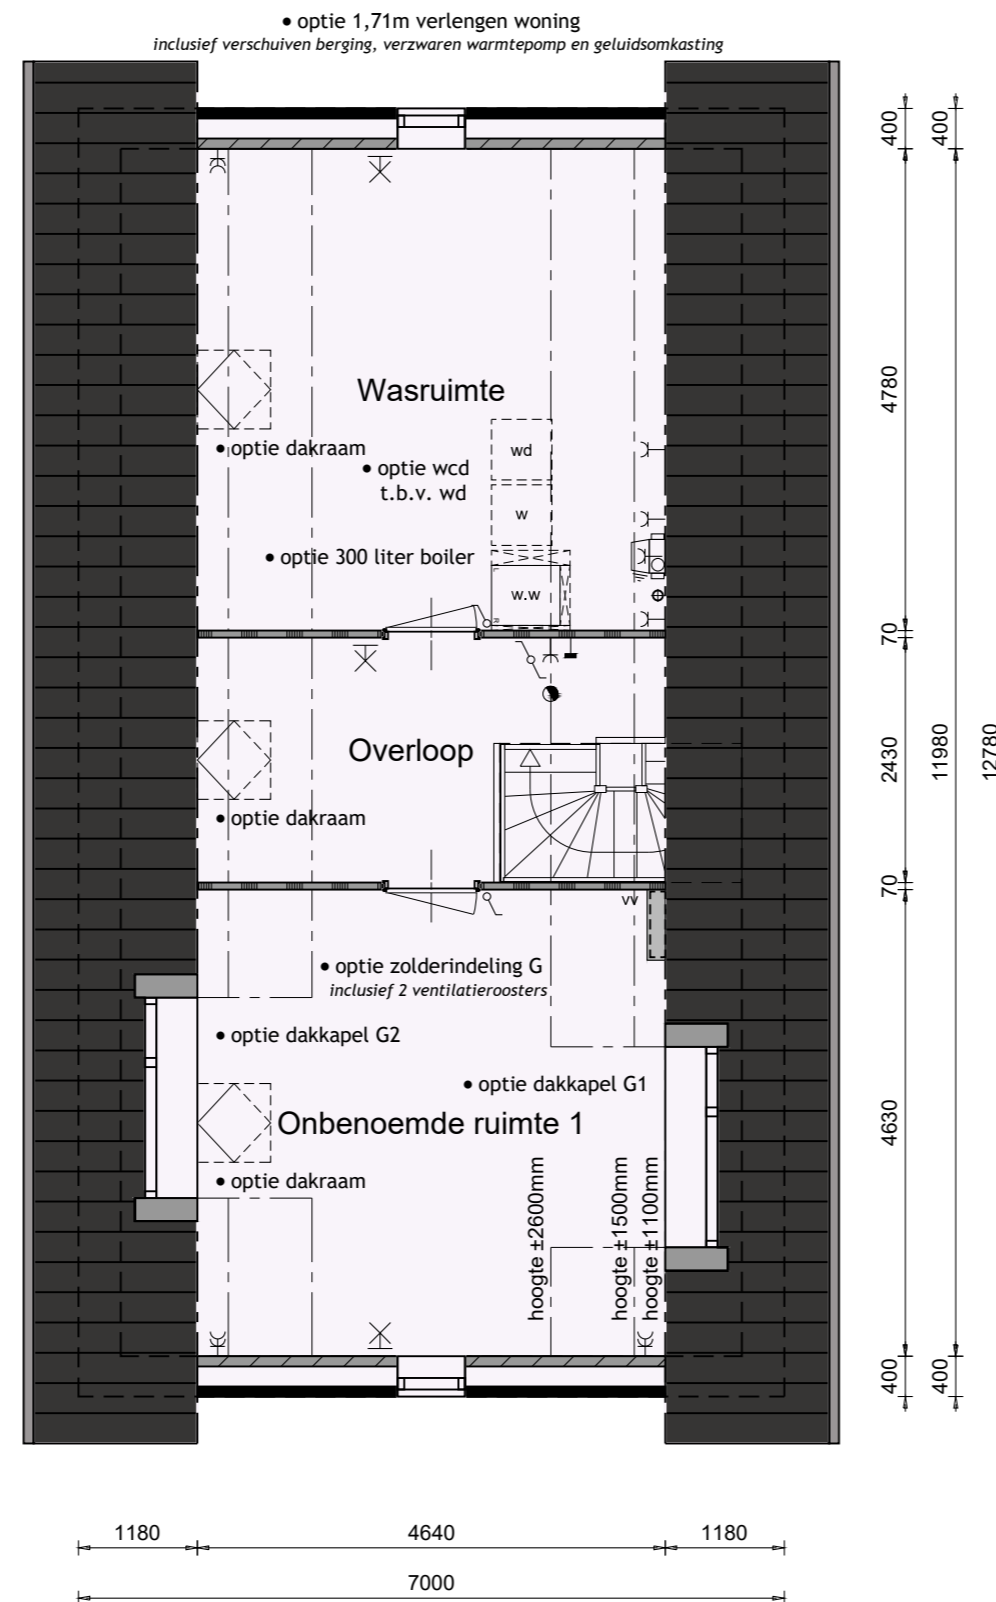 • optie 1,71m verlengen woning
inclusief verschuiven berging, verzwaren warmtepomp en geluidsomkasting
400
400
Wasruimte
4780
• optie dakraam
• optie wcd
t.b.v. wd
wd
w
• optie 300 liter boiler
w.w
70
Overloop
2430
11980
12780
• optie dakraam
70
vv
• optie zolderindeling G
inclusief 2 ventilatieroosters
• optie dakkapel G2
• optie dakkapel G1
Onbenoemde ruimte 1
4630
• optie dakraam
hoogte ±2600mm
hoogte ±1500mm
hoogte ±1100mm
400
400
1180
4640
1180
7000